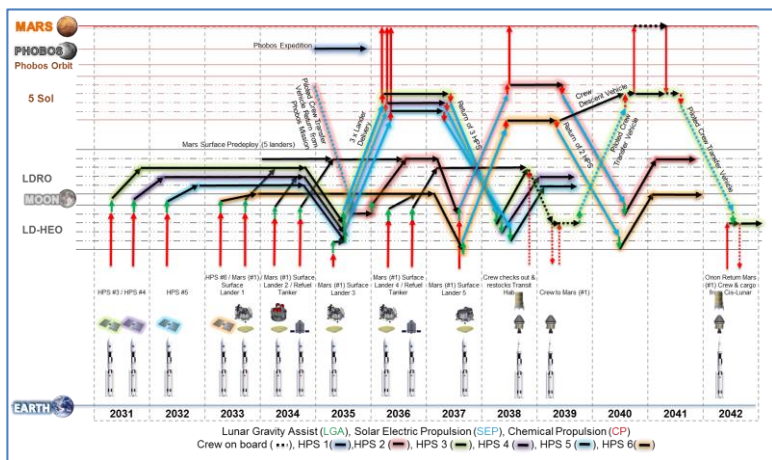 MARS
PHOBOS
Phobos Expedition
Phobos Orbit
5 Sol
Piloted Crew Transfer
Vehicle Return from
Phobos Mission
3 x Lander
Delivery
Return of 3 HPS
Crew
Descent Vehicle
Return of 2 HPS
Piloted Crew
Transfer Vehicle
Piloted Crew Transfer Vehicle
Mars Surface Predeploy (5 landers)
LDRO
MOON
LD-HEO
HPS #3 / HPS #4
HPS #5
HPS #6 / Mars (#1)
Surface
Lander 1
Mars (#1) Surface
Lander 2 / Refuel
Tanker
Mars (#1) Surface
Lander 3
Mars (#1) Surface
Lander 4 / Refuel
Tanker
Mars (#1) Surface
Lander 5
Crew checks out &
restocks Transit
Hab
Crew to Mars (#1)
Orion Return Mars
(#1) Crew & cargo
from Cis-Lunar
EARTH
2031 2032 2033 2034 2035 2036 2037 2038 2039 2040 2041 2042
Lunar Gravity Assist (LGA), Solar Electric Propulsion (SEP), Chemical Propulsion (CP)
Crew on board ( ), HPS 1( ),HPS 2 ( ), HPS 3 ( ), HPS 4 ( ), HPS 5 ( ), HPS 6( )